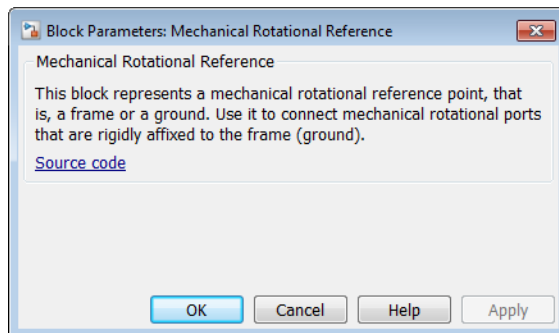 Block Parameters: Mechanical Rotational Reference
Mechanical Rotational Reference
This block represents a mechanical rotational reference point, that
is, a frame or a ground. Use it to connect mechanical rotational ports
that are rigidly affixed to the frame (ground).
Source code
OK Cancel Help Apply